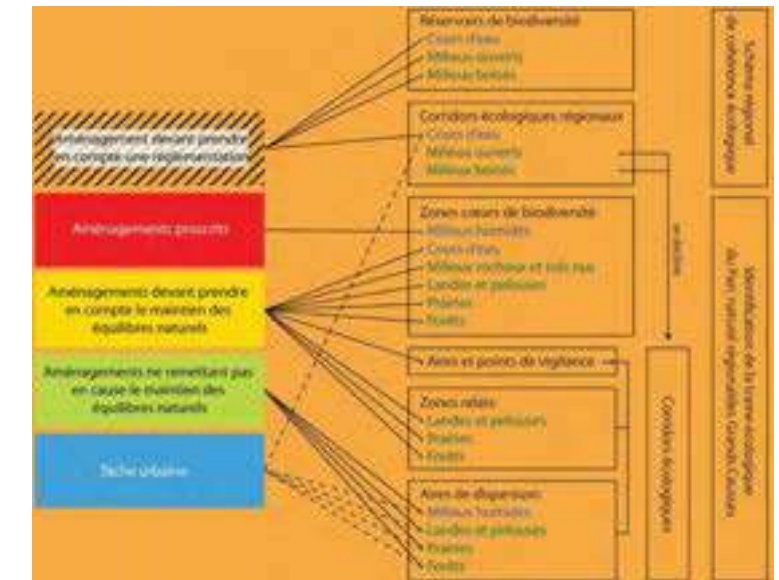 Réservoirs de biodiversité
Cours d'eau
Milieux ouverts
Milieux boisés
Corridors écologiques régionaux
Cours d'eau
Milieux ouverts
Milieux boisés
Zones cœurs de biodiversité
Milieux humides
Cours d'eau
Milieux rocheux et sols nus
Landes et pelouses
Prairies
Forêts
Aires et points de vigilance
Zones relais
Landes et pelouses
Prairies
Forêts
Aires de dispersion
Milieux humides
Landes et pelouses
Prairies
Forêts
Aménagement devant prendre
en compte une réglementation
Aménagements proscrits
Aménagements devant prendre
en compte le maintien des
équilibres naturels
Aménagements ne remettant pas
en cause le maintien des
équilibres naturels
Tache urbaine
Corridors écologiques
Schéma régional
de cohérence écologique
Identification de la trame écologique
du Parc naturel régional des Grands Causses